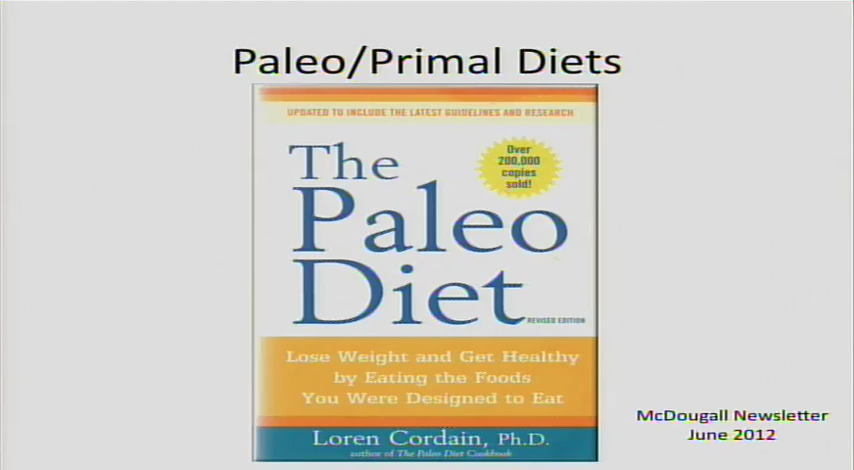 Paleo/Primal Diets
UPDATED TO INCLUDE THE LATEST GUIDELINES AND RESEARCH
Over
200,000
copies
sold!
The
Paleo
Diet
REVISED EDITION
Lose Weight and Get Healthy
by Eating the Foods
You Were Designed to Eat
Loren Cordain, Ph.D.
author of The Paleo Diet Cookbook
McDougall Newsletter
June 2012